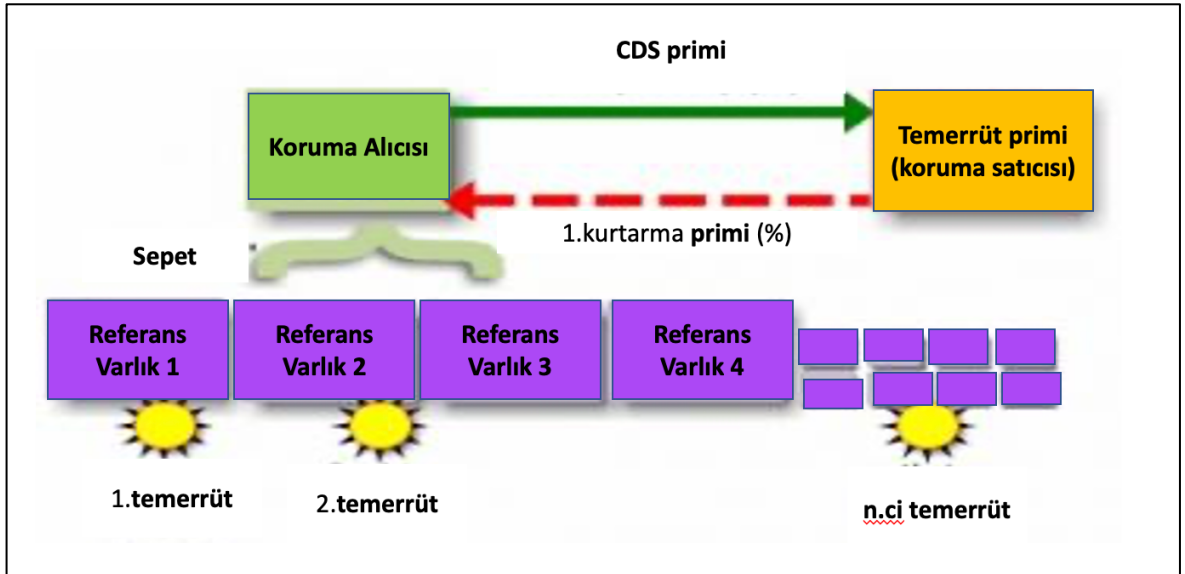 CDS primi
Koruma Alıcısı
Temerrüt primi
(koruma satıcısı)
1.kurtarma primi (%)
Sepet
Referans
Varlık 1
Referans
Varlık 2
Referans
Varlık 3
Referans
Varlık 4
1.temerrüt
2.temerrüt
n.ci temerrüt